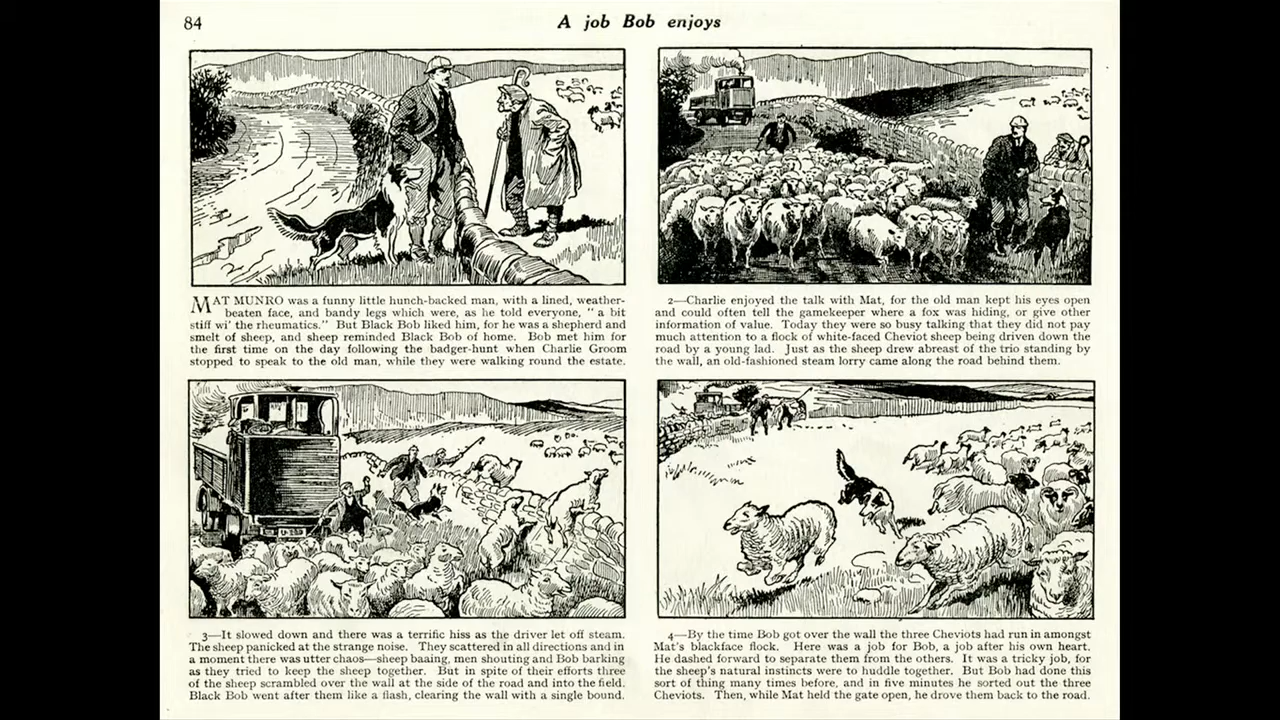 84
A job Bob enjoys
MAT MUNRO was a funny little hunch-backed man, with a lined, weather-
beaten face, and bandy legs which were, as he told everyone, " a bit
stiff wi' the rheumatics." But Black Bob liked him, for he was a shepherd and
smelt of sheep, and sheep reminded Black Bob of home. Bob met him for
the first time on the day following the badger-hunt when Charlie Groom
stopped to speak to the old man, while they were walking round the estate.
2—Charlie enjoyed the talk with Mat, for the old man kept his eyes open
and could often tell the gamekeeper where a fox was hiding, or give other
information of value. Today they were so busy talking that they did not pay
much attention to a flock of white-faced Cheviot sheep being driven down the
road by a young lad. Just as the sheep drew abreast of the trio standing by
the wall, an old-fashioned steam lorry came along the road behind them.
3—It slowed down and there was a terrific hiss as the driver let off steam.
The sheep panicked at the strange noise. They scattered in all directions and in
a moment there was utter chaos—sheep baaing, men shouting and Bob barking
as they tried to keep the sheep together. But in spite of their efforts three
of the sheep scrambled over the wall at the side of the road and into the field.
Black Bob went after them like a flash, clearing the wall with a single bound.
4—By the time Bob got over the wall the three Cheviots had run in amongst
Mat's blackface flock. Here was a job for Bob, a job after his own heart.
He dashed forward to separate them from the others. It was a tricky job, for
the sheep's natural instincts were to huddle together. But Bob had done this
sort of thing many times before, and in five minutes he sorted out the three
Cheviots. Then, while Mat held the gate open, he drove them back to the road.